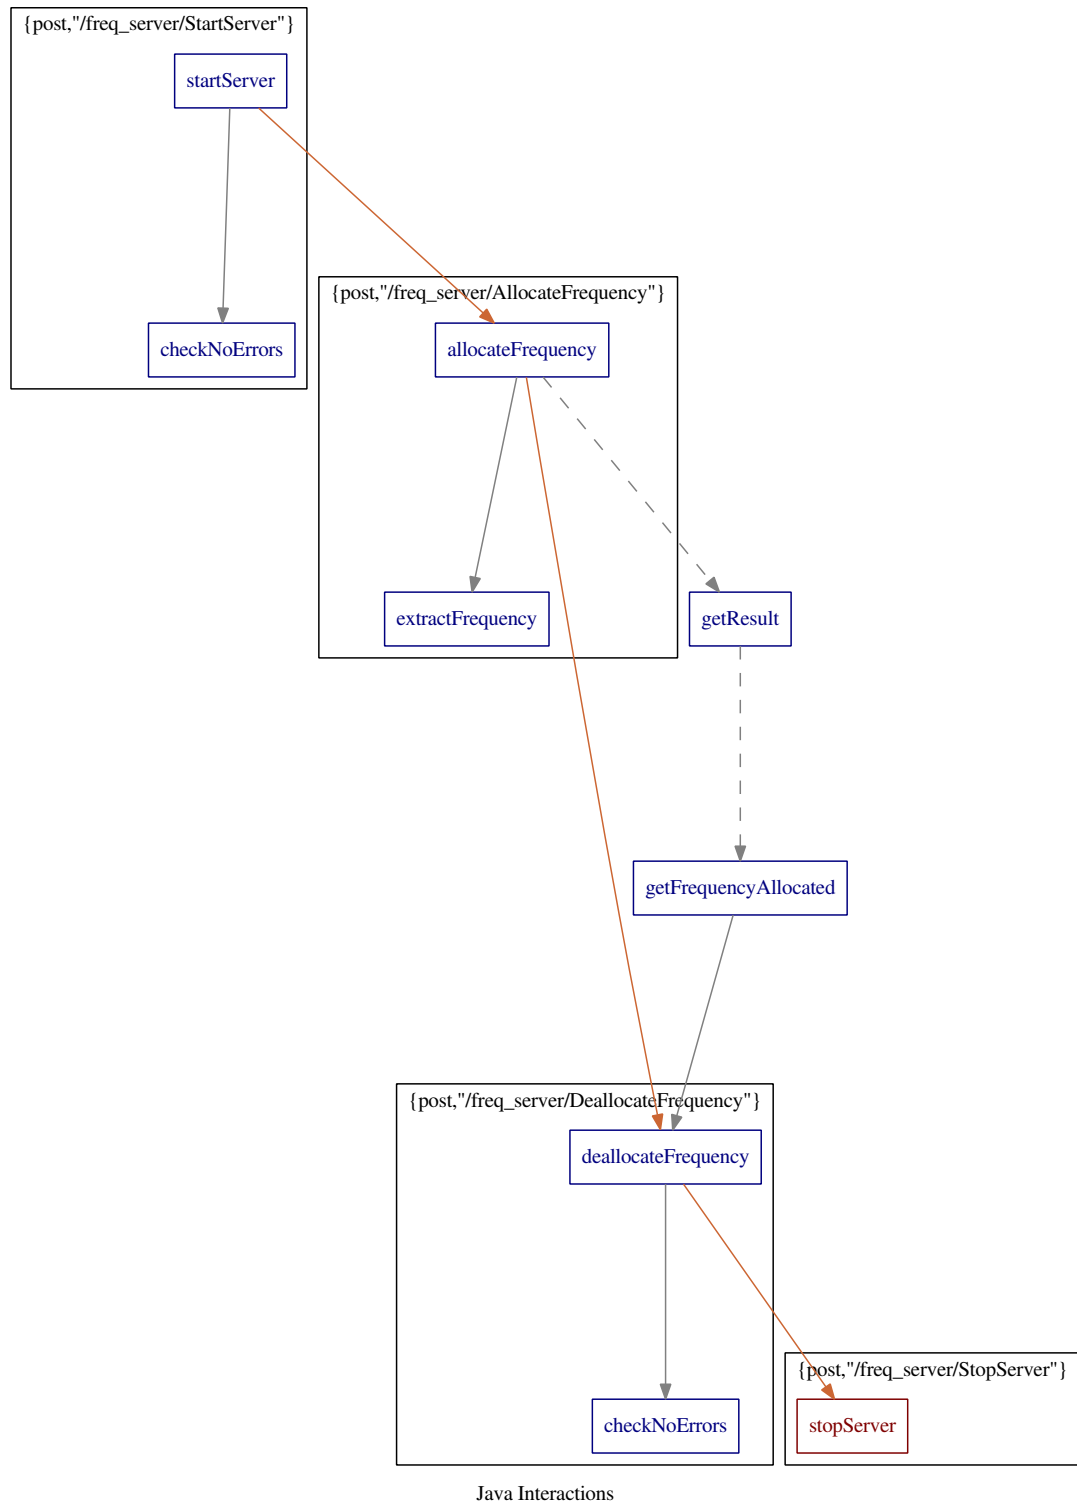 {post,"/freq_server/StartServer"}
startServer
checkNoErrors
{post,"/freq_server/AllocateFrequency"}
allocateFrequency
extractFrequency
getResult
getFrequencyAllocated
{post,"/freq_server/DeallocateFrequency"}
deallocateFrequency
checkNoErrors
{post,"/freq_server/StopServer"}
stopServer
Java Interactions